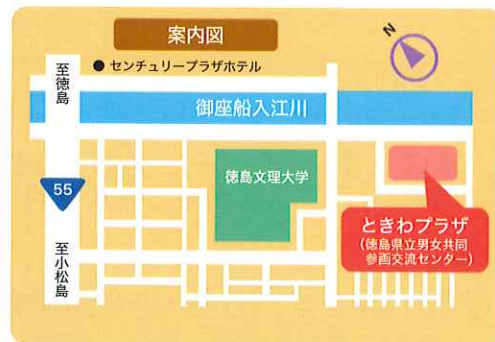 案内図
N
至徳島
● センチュリープラザホテル
御座船入江川
徳島文理大学
55
至小松島
ときわプラザ
(徳島県立男女共同
参画交流センター)